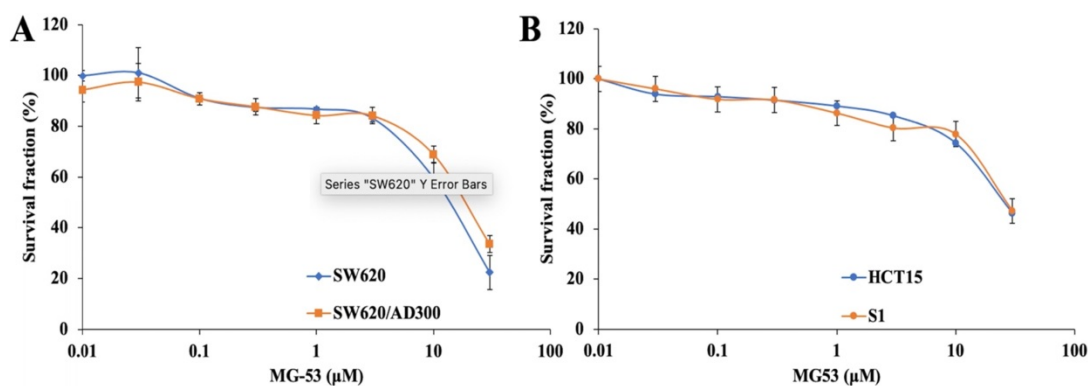 A
120
100
80
60
40
20
0
Survival fraction (%)
0.01 0.1 1 10 100
MG-53 (μM)
Series "SW620" Y Error Bars
SW620
SW620/AD300
B
120
100
80
60
40
20
0
Survival fraction (%)
0.01 0.1 1 10 100
MG53 (μM)
HCT15
S1